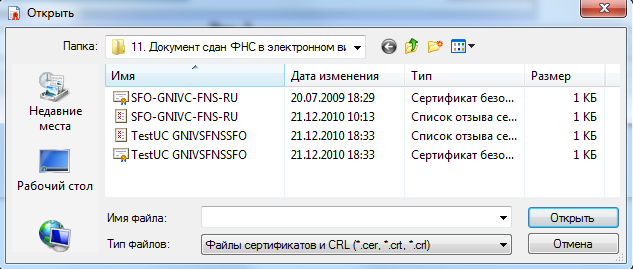 Открыть
Папка: 11. Документ сдан ФНС в электронном ви
Имя Дата изменения Тип Размер
SFO-GNIVC-FNS-RU 20.07.2009 18:29 Сертификат безо... 1 КБ
SFO-GNIVC-FNS-RU 21.12.2010 10:13 Список отзыва се... 1 КБ
TestUC GNIVSFNSSFO 21.12.2010 18:33 Список отзыва се... 1 КБ
TestUC GNIVSFNSSFO 21.12.2010 18:33 Сертификат безо... 1 КБ
Недавние
места
Рабочий стол
Имя файла: Открыть
Тип файлов: Файлы сертификатов и CRL (*.cer, *.crt, *.crl) Отмена